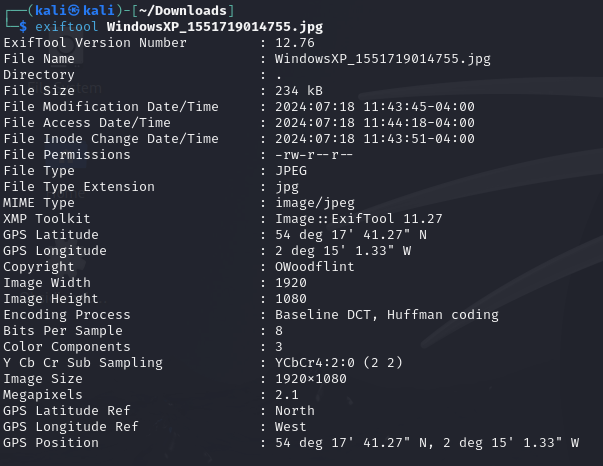 ┌──(kali㉿kali)-[~/Downloads]
└─$ exiftool WindowsXP_1551719014755.jpg
ExifTool Version Number         : 12.76
File Name                       : WindowsXP_1551719014755.jpg
Directory                       : .
File Size                       : 234 kB
File Modification Date/Time     : 2024:07:18 11:43:45-04:00
File Access Date/Time           : 2024:07:18 11:44:18-04:00
File Inode Change Date/Time     : 2024:07:18 11:43:51-04:00
File Permissions                : -rw-r--r--
File Type                       : JPEG
File Type Extension             : jpg
MIME Type                       : image/jpeg
XMP Toolkit                     : Image::ExifTool 11.27
GPS Latitude                    : 54 deg 17' 41.27" N
GPS Longitude                   : 2 deg 15' 1.33" W
Copyright                       : OWoodflint
Image Width                     : 1920
Image Height                    : 1080
Encoding Process                : Baseline DCT, Huffman coding
Bits Per Sample                 : 8
Color Components                : 3
Y Cb Cr Sub Sampling            : YCbCr4:2:0 (2 2)
Image Size                      : 1920×1080
Megapixels                      : 2.1
GPS Latitude Ref                : North
GPS Longitude Ref               : West
GPS Position                    : 54 deg 17' 41.27" N, 2 deg 15' 1.33" W